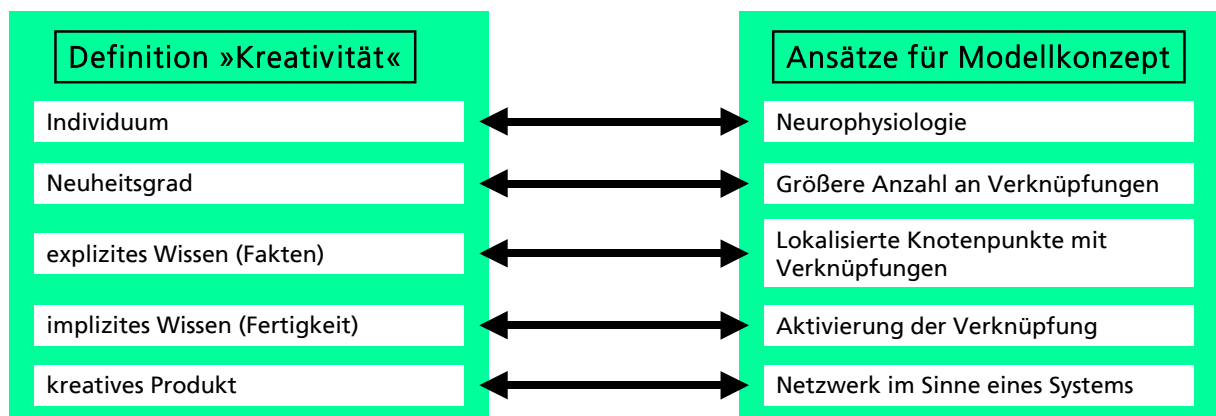 Definition »Kreativität«
Ansätze für Modellkonzept
Individuum
Neurophysiologie
Neuheitsgrad
Größere Anzahl an Verknüpfungen
explizites Wissen (Fakten)
Lokalisierte Knotenpunkte mit
Verknüpfungen
implizites Wissen (Fertigkeit)
Aktivierung der Verknüpfung
kreatives Produkt
Netzwerk im Sinne eines Systems